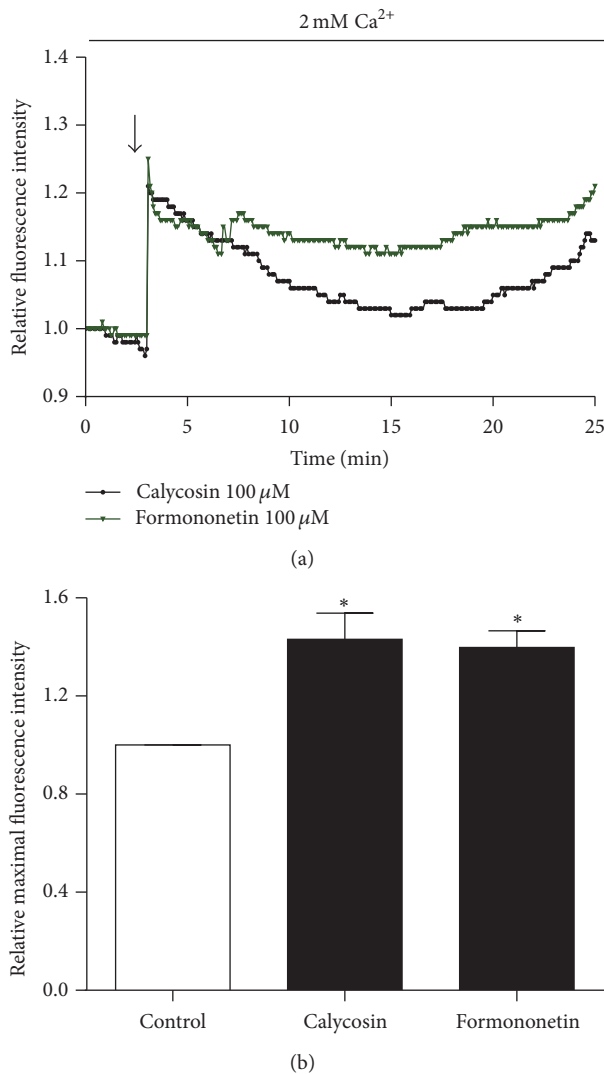 2 mM Ca²⁺
1.4
1.3
1.2
1.1
1.0
0.9
Relative fluorescence intensity
0 5 10 15 20 25
Time (min)
Calycosin 100 μM
Formononetin 100 μM
(a)
1.6
1.2
0.8
0.4
0.0
Relative maximal fluorescence intensity
* *
Control Calycosin Formononetin
(b)